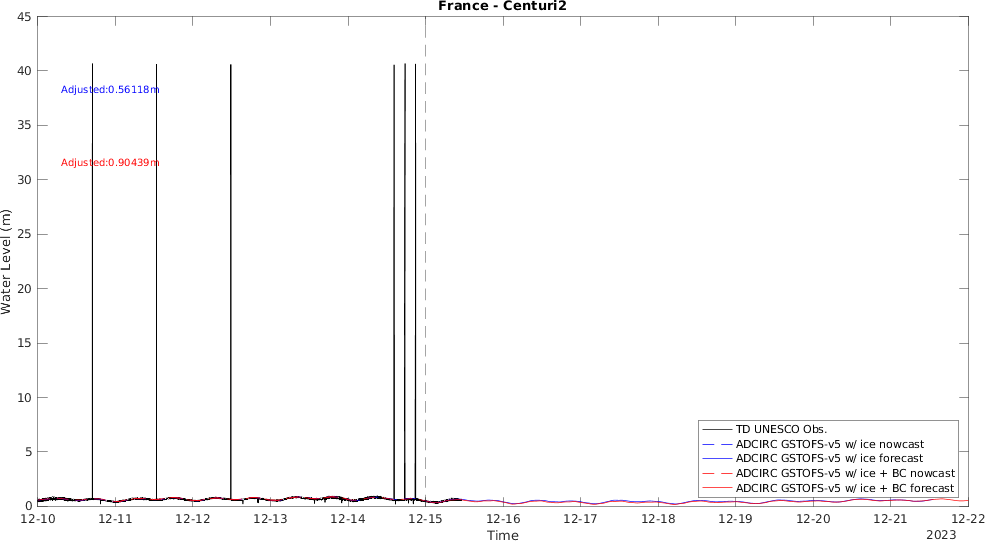 France - Centuri2
45
40
35
30
25
20
15
10
5
0
Water Level (m)
Adjusted:0.56118m
Adjusted:0.90439m
TD UNESCO Obs.
ADCIRC GSTOFS-v5 w/ ice nowcast
ADCIRC GSTOFS-v5 w/ ice forecast
ADCIRC GSTOFS-v5 w/ ice + BC nowcast
ADCIRC GSTOFS-v5 w/ ice + BC forecast
12-10 12-11 12-12 12-13 12-14 12-15 12-16 12-17 12-18 12-19 12-20 12-21 12-22
Time
2023